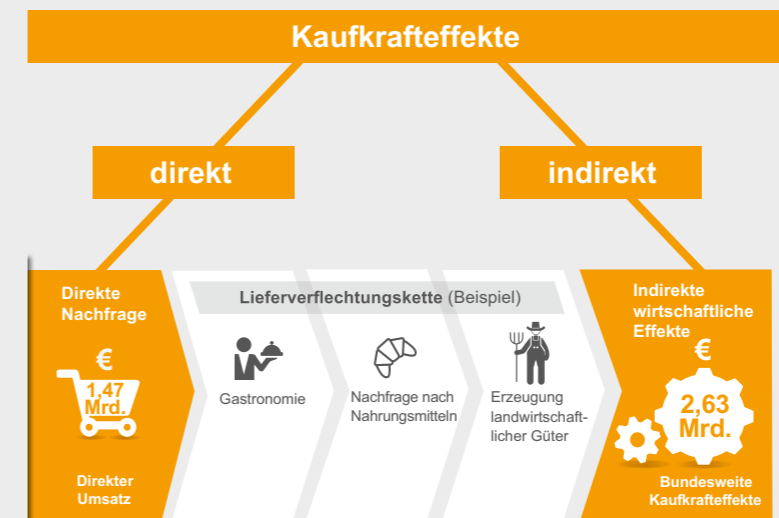 Kaufkrafteffekte
direkt
indirekt
Direkte
Nachfrage
€
1,47
Mrd.
Direkter
Umsatz
Lieferverflechtungskette (Beispiel)
Gastronomie
Nachfrage nach
Nahrungsmitteln
Erzeugung
landwirtschaft-
licher Güter
Indirekte
wirtschaftliche
Effekte
€
2,63
Mrd.
Bundesweite
Kaufkrafteffekte